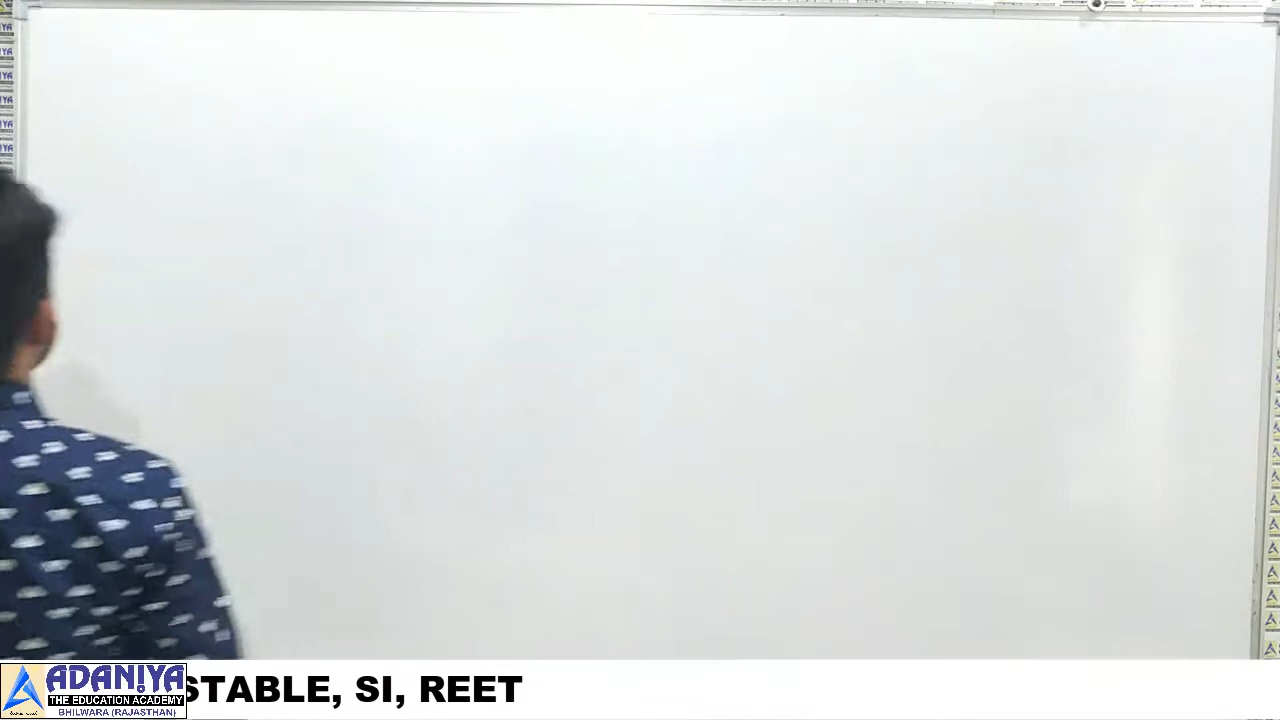 STABLE, SI, REET
ADANiYA
THE EDUCATION ACADEMY
BHILWARA (RAJASTHAN)